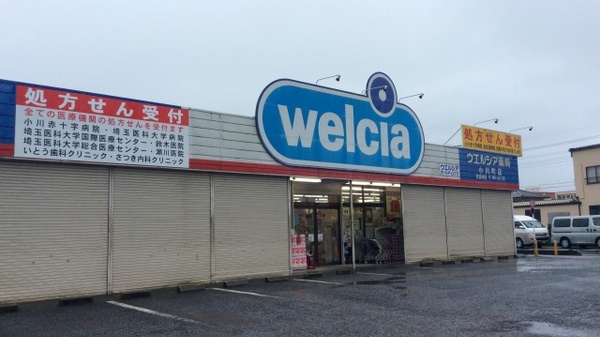 処方せん受付
全ての医療機関の処方せんを受付ます
小川赤十字病院・埼玉医科大学病院
埼玉医科大学国際医療センター・鈴木医院
埼玉医科大学総合医療センター・瀬川医院
いとう歯科クリニック・さつき内科クリニック
welcia
処方せん受付
ウエルシア薬局
小川町店